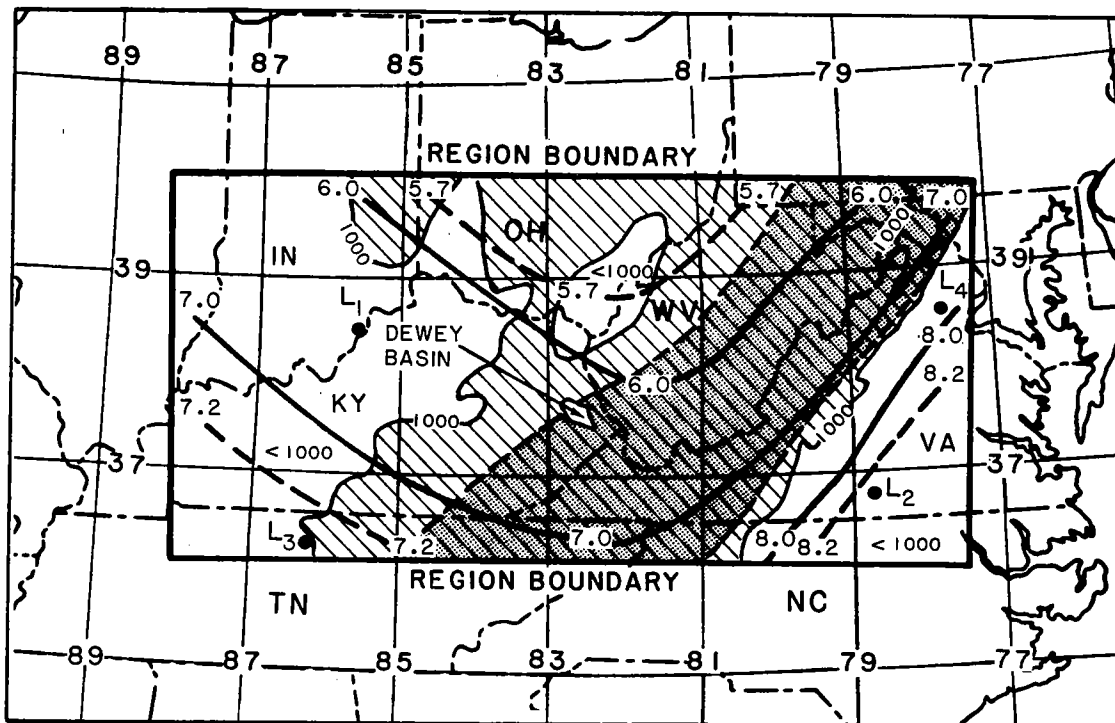 89 87 85 83 81 79 77
REGION BOUNDARY
6.0 5.7 5.7 6.0 7.0
1000 OH 1000
IN <1000
39 39
5.7 WV
7.0 L1 L4
DEWEY
BASIN
8.0
6.0 8.2
7.2 KY
1000 1000 VA
<1000
37 37
L2
L3 7.2 7.0 8.0 8.2 <1000
REGION BOUNDARY
TN NC
89 87 85 83 81 79 77